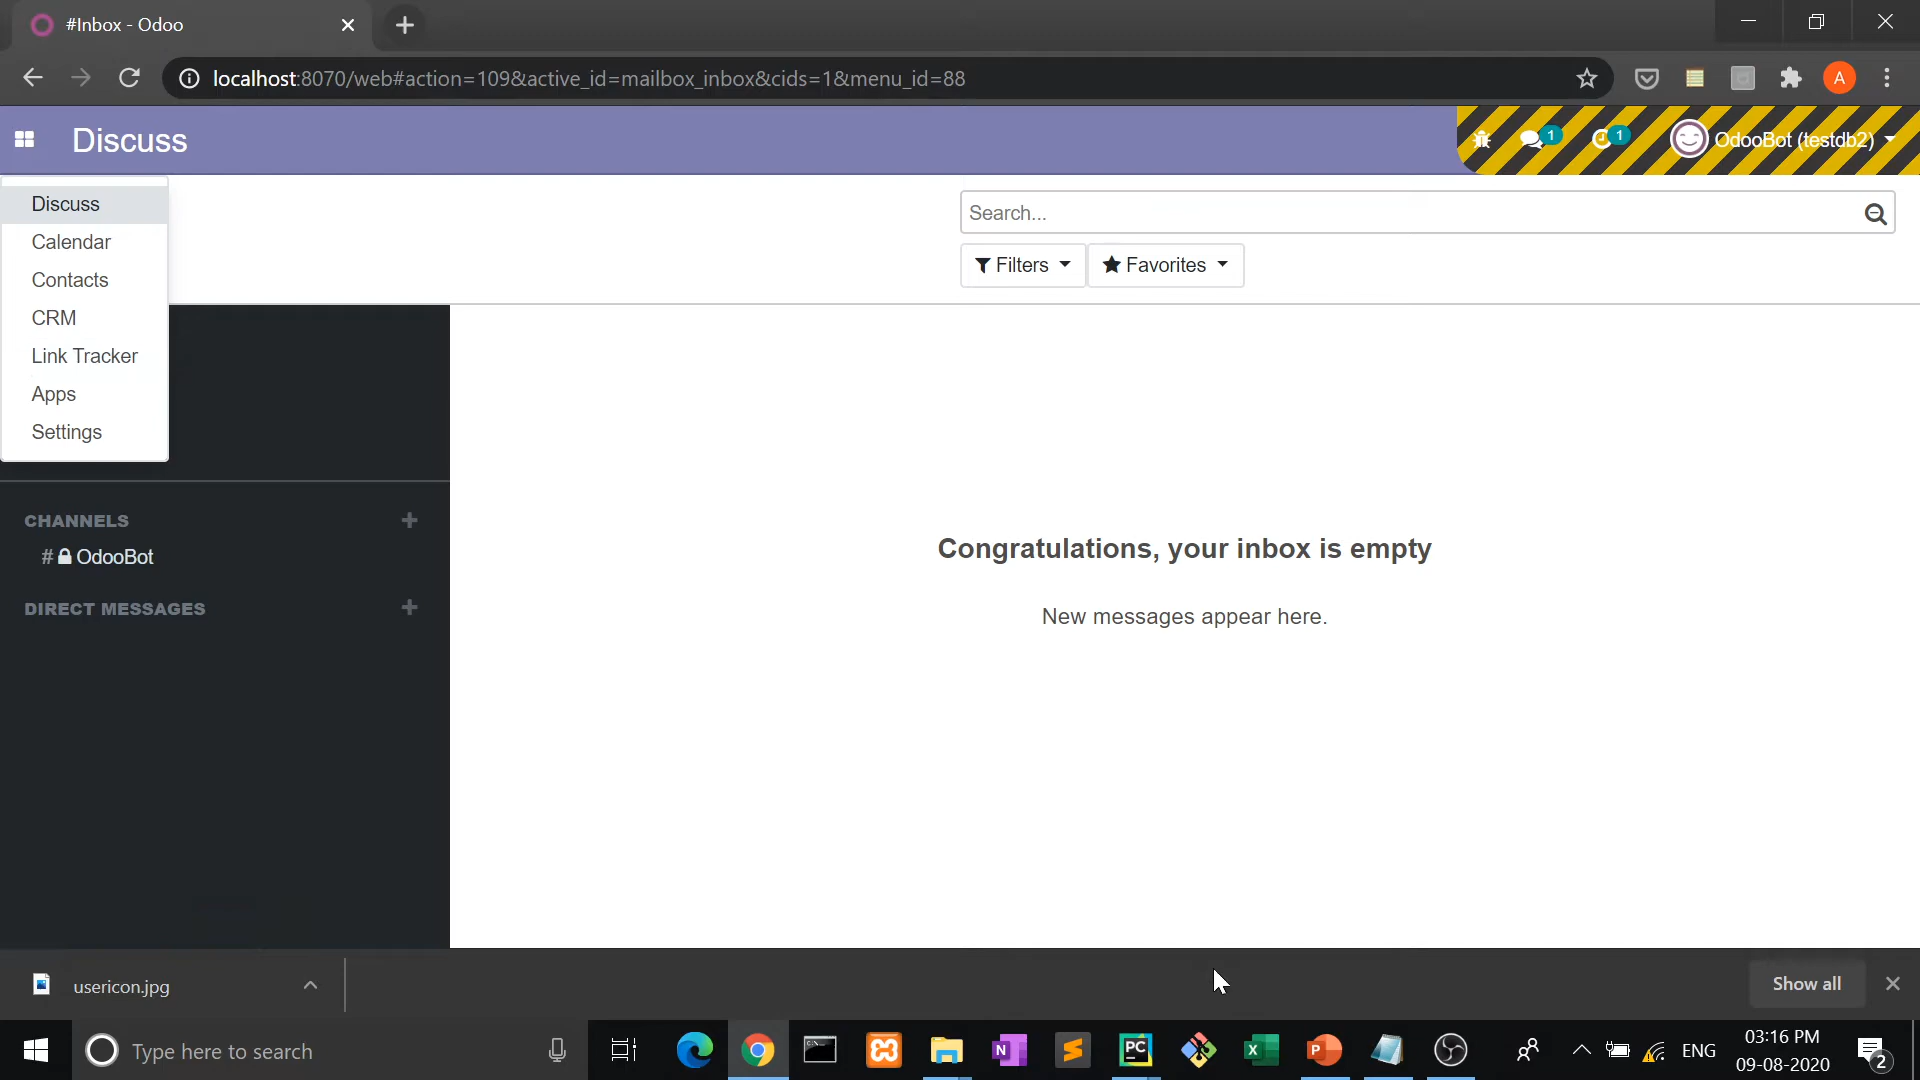 #Inbox - Odoo
localhost:8070/web#action=109&active_id=mailbox_inbox&cids=1&menu_id=88
A
Discuss
1
1
OdooBot (testdb2)
Discuss
Calendar
Contacts
CRM
Link Tracker
Apps
Settings
Search...
Filters
Favorites
CHANNELS
# OdooBot
DIRECT MESSAGES
Congratulations, your inbox is empty
New messages appear here.
usericon.jpg
Show all
Type here to search
C:\_
N
PC
X
P
ENG
03:16 PM
09-08-2020
2